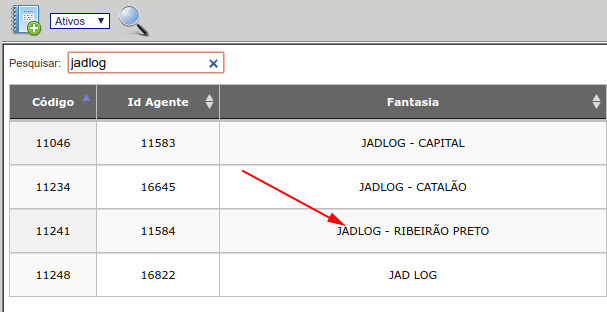 Ativos
Pesquisar: jadlog
Código Id Agente Fantasia
11046 11583 JADLOG - CAPITAL
11234 16645 JADLOG - CATALÃO
11241 11584 JADLOG - RIBEIRÃO PRETO
11248 16822 JAD LOG